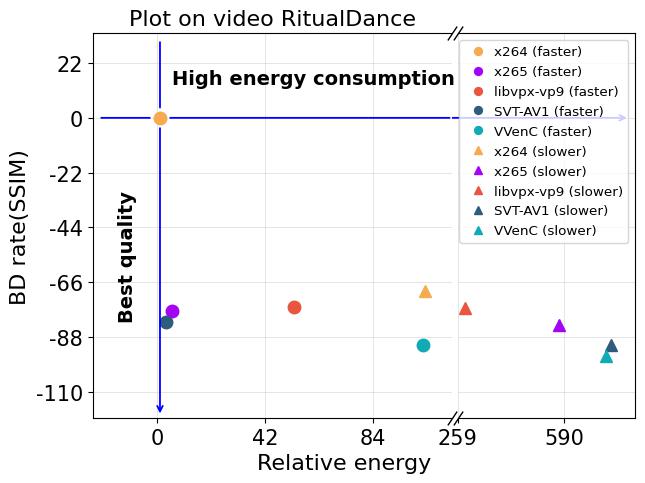 Plot on video RitualDance
x264 (faster)
x265 (faster)
libvpx-vp9 (faster)
SVT-AV1 (faster)
VVenC (faster)
x264 (slower)
x265 (slower)
libvpx-vp9 (slower)
SVT-AV1 (slower)
VVenC (slower)
High energy consumption
Best quality
BD rate(SSIM)
22
0
-22
-44
-66
-88
-110
0 42 84 259 590
Relative energy